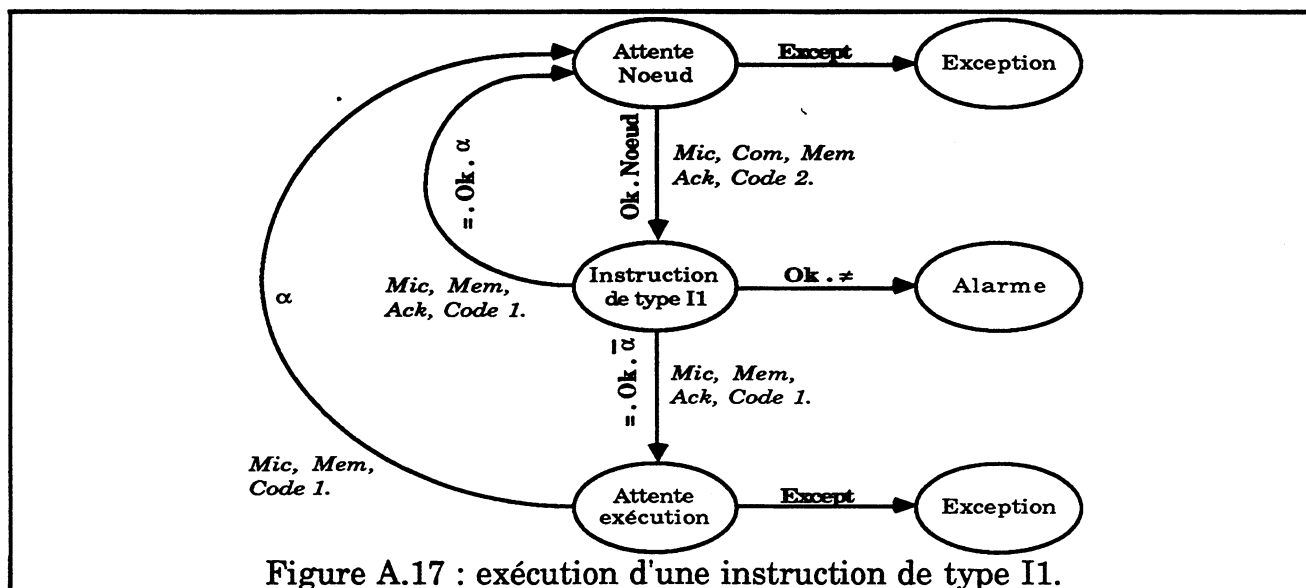 Attente
Noeud
Except
Exception
Ok.Noeud
Mic, Com, Mem
Ack, Code 2.
=.Ok.α
Mic, Mem,
Ack, Code 1.
Instruction
de type I1
Ok.≠
Alarme
α
=.Ok.α̅
Mic, Mem,
Ack, Code 1.
Mic, Mem,
Code 1.
Attente
exécution
Except
Exception
Figure A.17 : exécution d'une instruction de type I1.